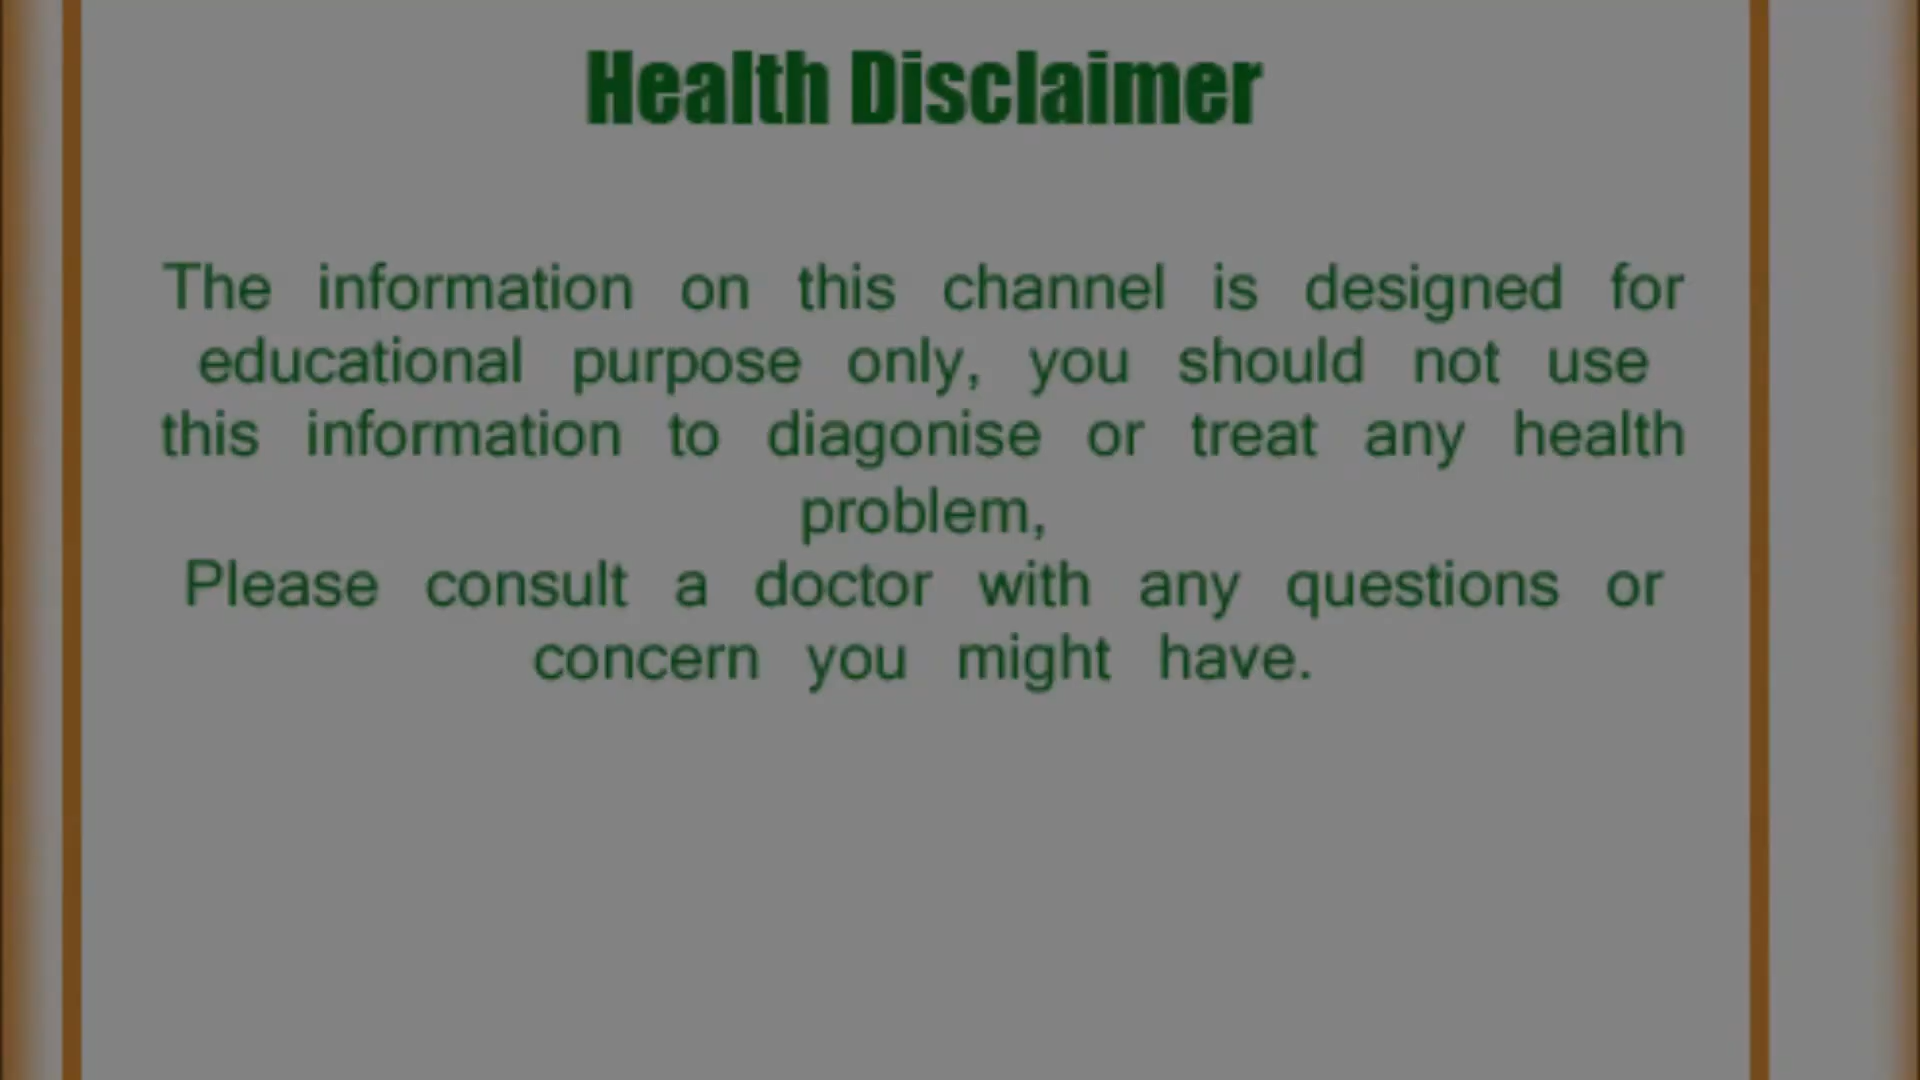 Health Disclaimer
The information on this channel is designed for
educational purpose only, you should not use
this information to diagonise or treat any health
problem,
Please consult a doctor with any questions or
concern you might have.